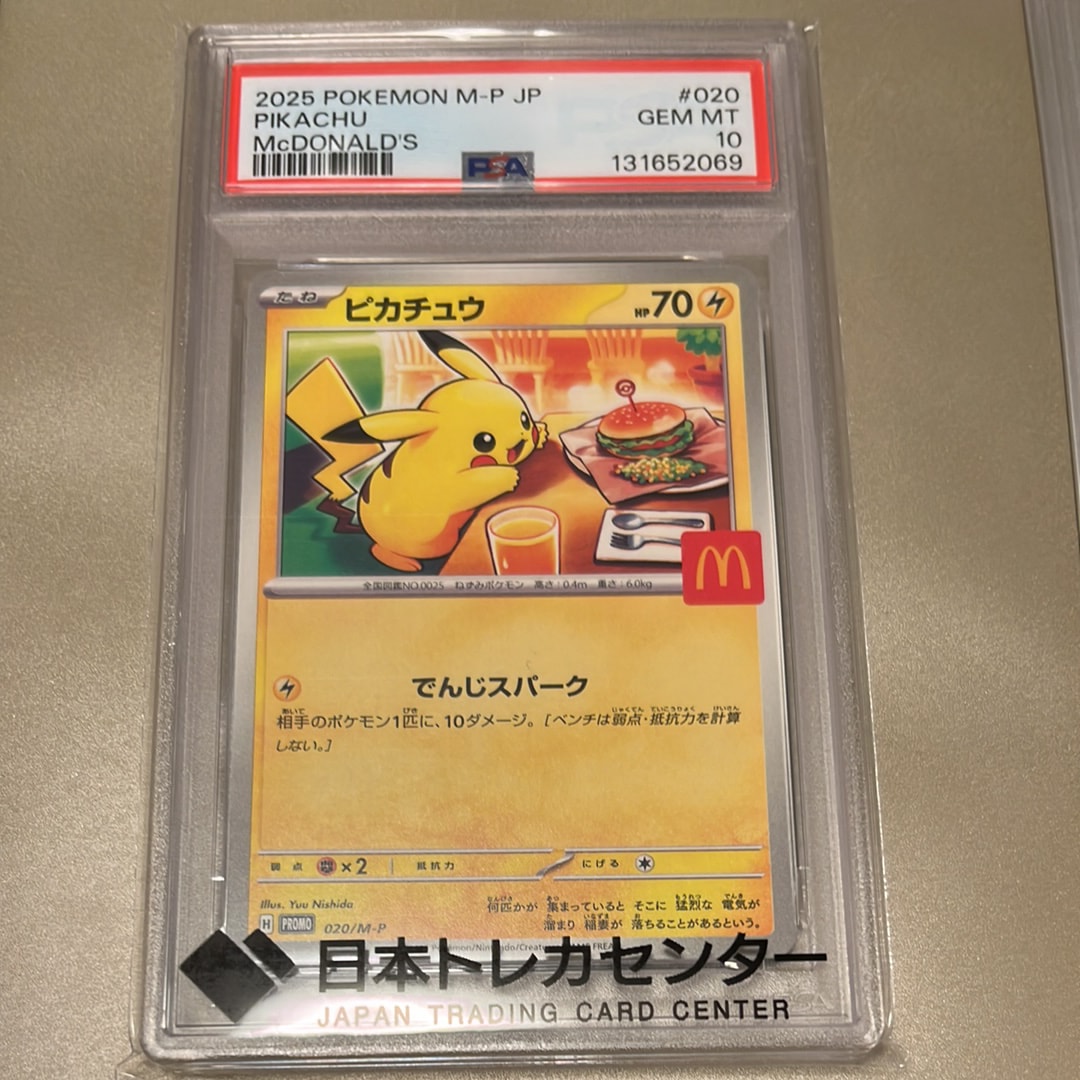 2025 POKEMON M-P JP #020
PIKACHU GEM MT
McDONALD'S 10
PSA 131652069
たね ピカチュウ HP70
全国図鑑NO.0025 ねずみポケモン 高さ:0.4m 重さ:6.0kg
でんじスパーク
相手のポケモン1匹に、10ダメージ。[ベンチは弱点・抵抗力を計算
しない。]
弱点 ×2 抵抗力 にげる
Illus. Yuu Nishida
何匹かが 集まっていると そこに 猛烈な 電気が
溜まり 稲妻が 落ちることがあるという。
H PROMO 020/M-P
日本トレカセンター
JAPAN TRADING CARD CENTER